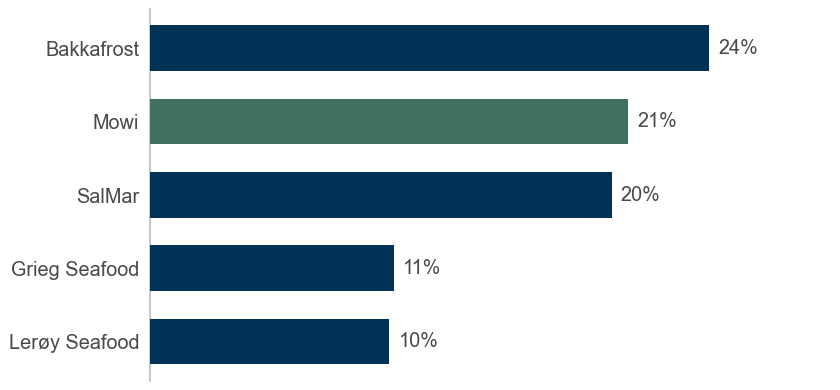 Bakkafrost 24%
Mowi 21%
SalMar 20%
Grieg Seafood 11%
Lerøy Seafood 10%